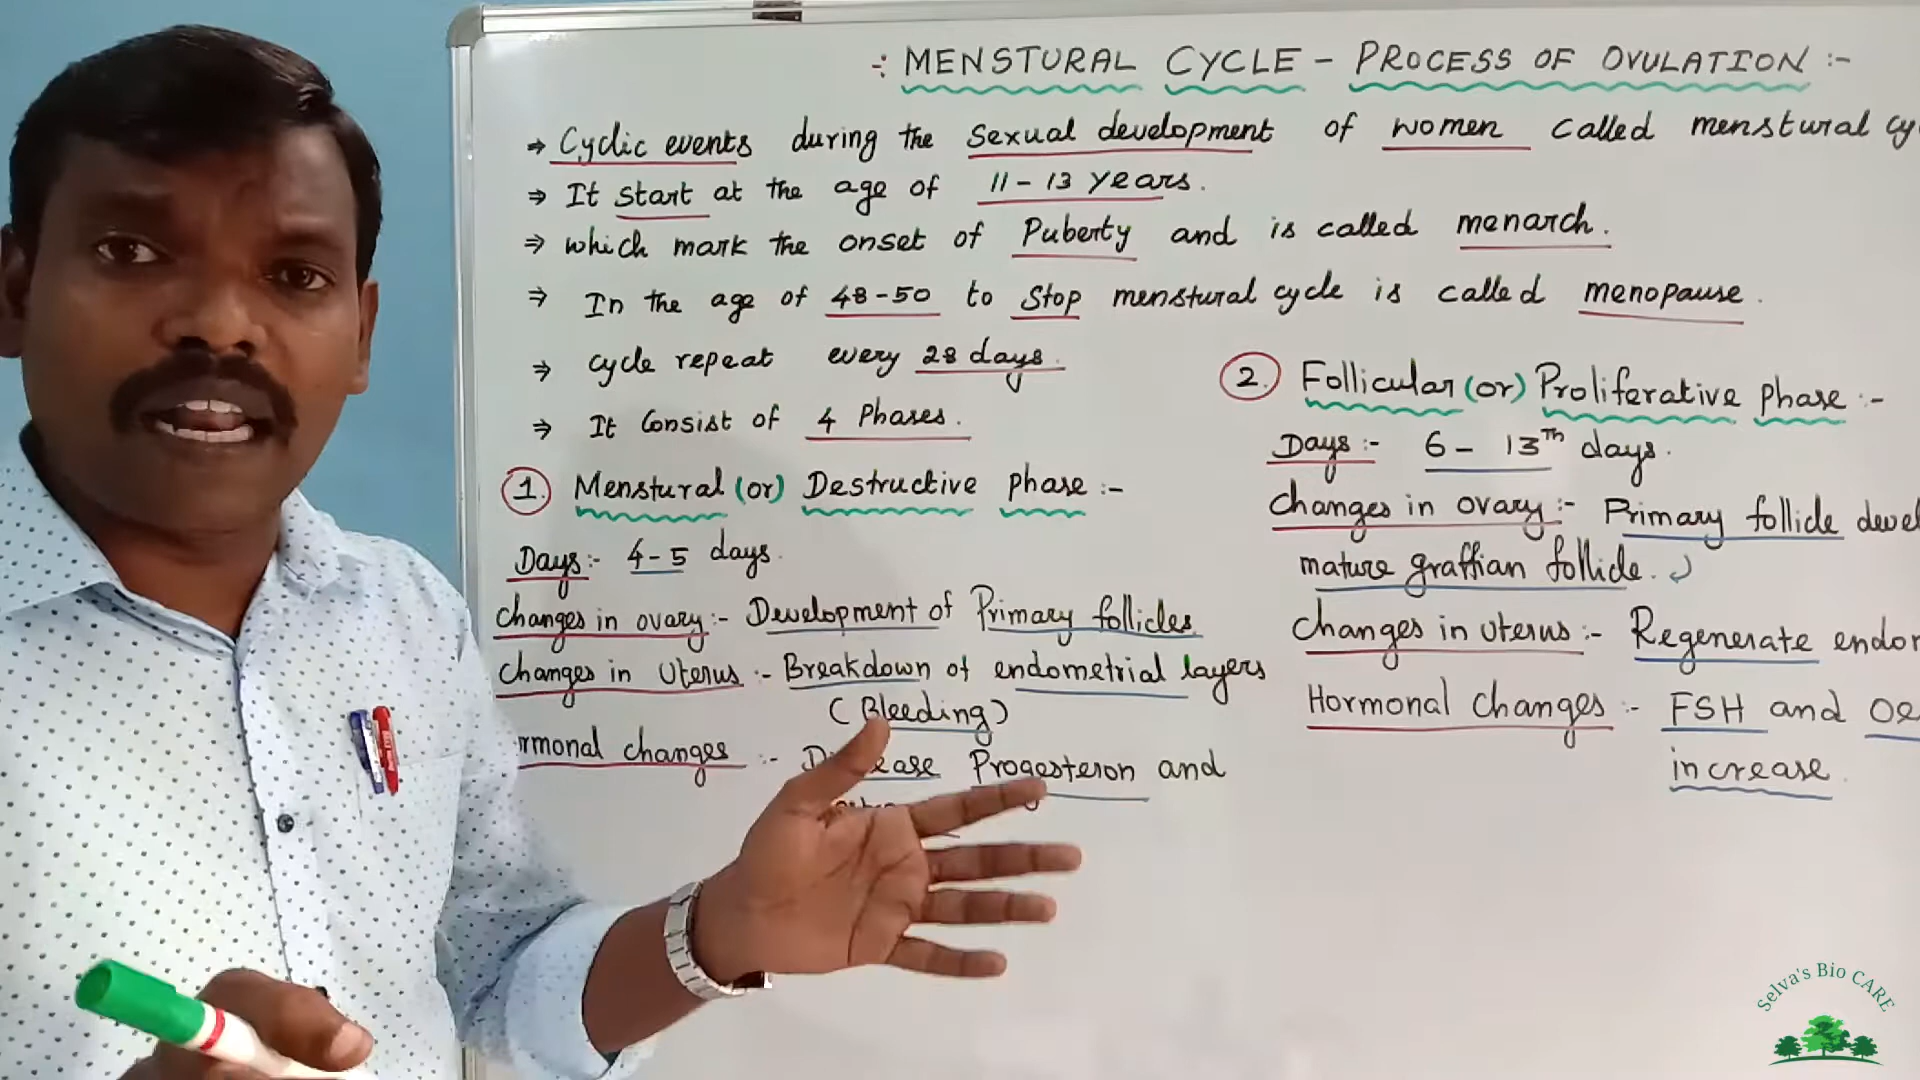 :- MENSTURAL CYCLE - PROCESS OF OVULATION :-
⇒ Cyclic events during the sexual development of women called menstural cy
⇒ It start at the age of 11 - 13 years.
⇒ which mark the onset of Puberty and is called menarch.
⇒ In the age of 48-50 to stop menstural cycle is called menopause.
⇒ cycle repeat every 28 days.
⇒ It consist of 4 Phases.
1. Menstural (or) Destructive phase :-
Days :- 4-5 days.
changes in ovary :- Development of Primary follicles.
changes in Uterus :- Breakdown of endometrial layers
(Bleeding)
rmonal changes :- Progesteron and
2. Follicular (or) Proliferative phase :-
Days :- 6 - 13Th days.
changes in ovary :- Primary follicle devel
mature graffian follicle.
changes in uterus :- Regenerate endo
Hormonal changes :- FSH and Oe
increase.
Selva's Bio CARE